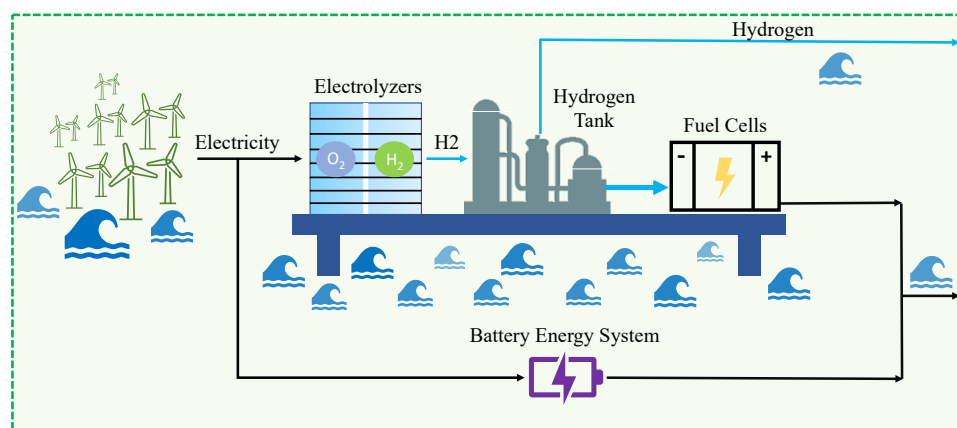 Hydrogen
Electrolyzers
Hydrogen
Tank
Fuel Cells
Electricity
H2
O2
H2
- +
Battery Energy System